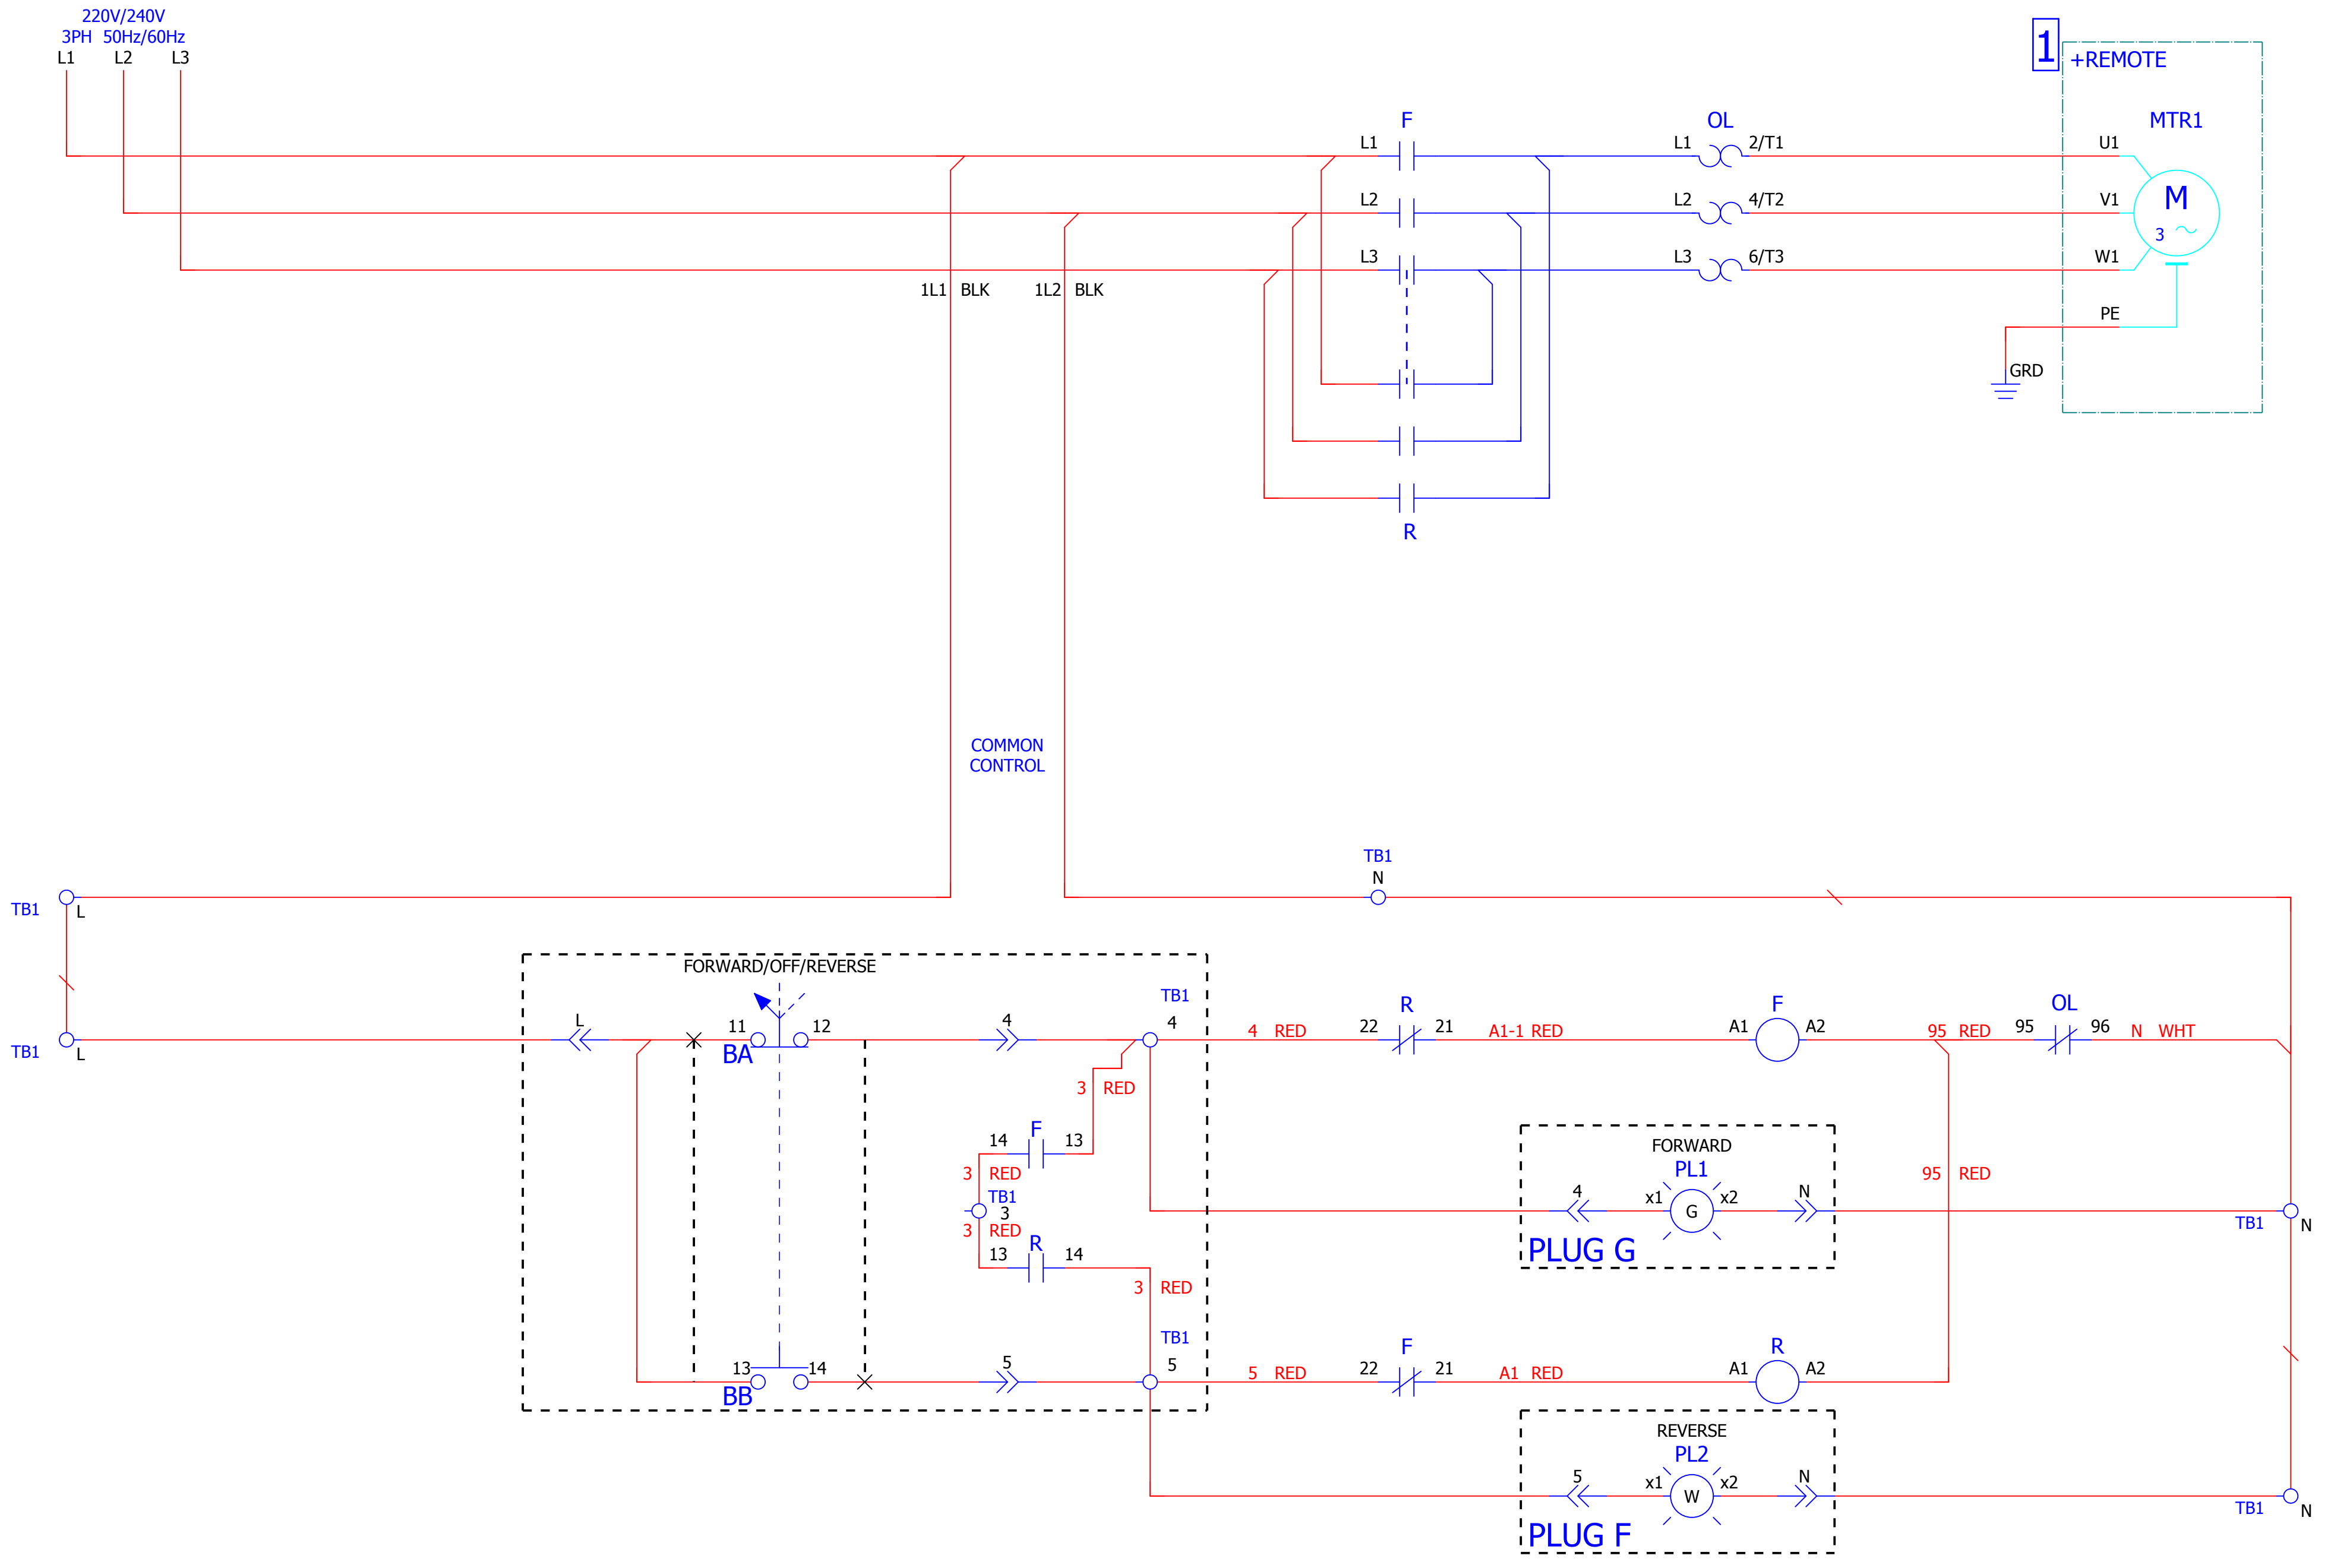 220V/240V
3PH 50Hz/60Hz
L1 L2 L3
1
+REMOTE
F
OL
MTR1
L1
L1
2/T1
U1
L2
L2
4/T2
V1
M
3
L3
L3
6/T3
W1
1L1 BLK
1L2 BLK
PE
GRD
R
COMMON
CONTROL
TB1
N
TB1
L
FORWARD/OFF/REVERSE
TB1
L
L
11
12
BA
4
TB1
4
4 RED
R
22
21
A1-1 RED
F
A1
A2
95 RED
OL
95
96
N WHT
3 RED
F
14
13
3 RED
TB1
3
3 RED
R
13
14
3 RED
FORWARD
PL1
4
x1
G
x2
N
PLUG G
95 RED
TB1
N
13
14
BB
5
TB1
5
5 RED
F
22
21
A1 RED
R
A1
A2
REVERSE
PL2
5
x1
W
x2
N
PLUG F
TB1
N